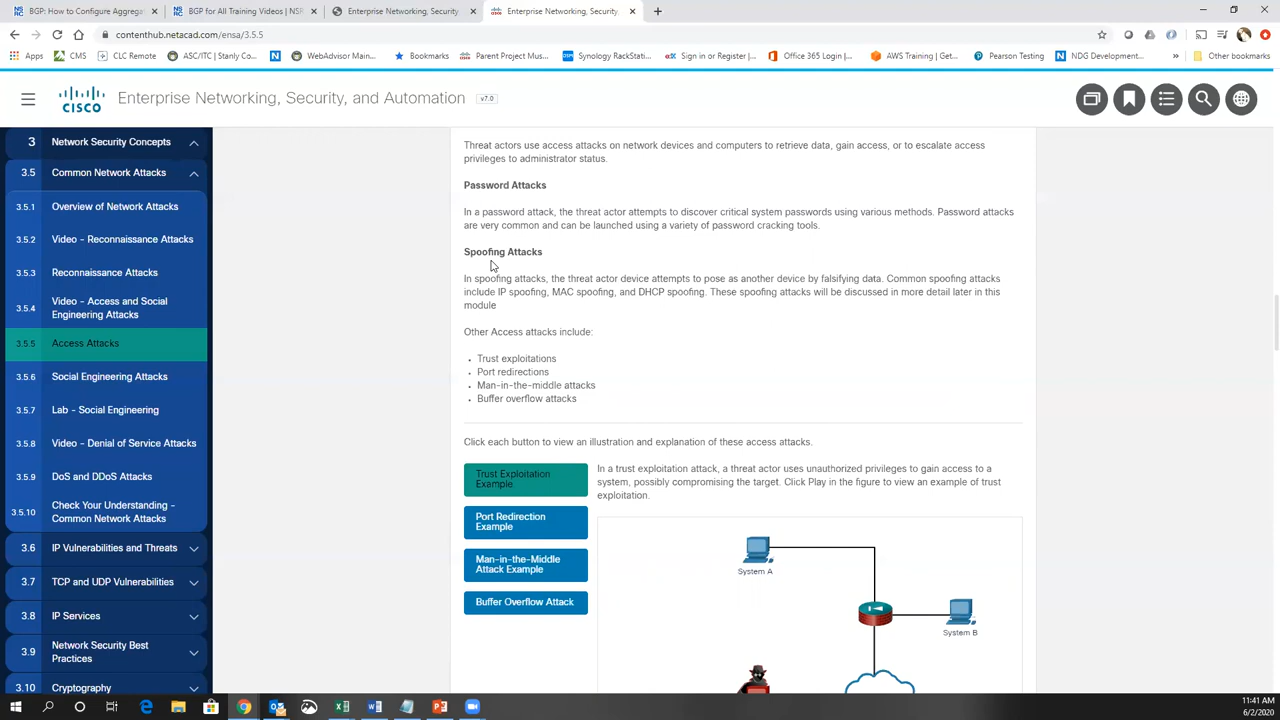 BGP: How to Configure Aggrega
BGP for All Training Videos | NSR
Enterprise Networking, Security,
Enterprise Networking, Security,
contenthub.netacad.com/ensa/3.5.5
Apps
CMS
CLC Remote
ASC/ITC | Stanly Co...
WebAdvisor Main...
Bookmarks
Parent Project Mus...
Synology RackStati...
Sign in or Register |...
Office 365 Login |...
AWS Training | Get...
Pearson Testing
NDG Development...
»
Other bookmarks
CISCO
Enterprise Networking, Security, and Automation
v7.0
3 Network Security Concepts
3.5 Common Network Attacks
3.5.1 Overview of Network Attacks
3.5.2 Video - Reconnaissance Attacks
3.5.3 Reconnaissance Attacks
3.5.4 Video - Access and Social
Engineering Attacks
3.5.5 Access Attacks
3.5.6 Social Engineering Attacks
3.5.7 Lab - Social Engineering
3.5.8 Video - Denial of Service Attacks
3.5.9 DoS and DDoS Attacks
3.5.10 Check Your Understanding -
Common Network Attacks
3.6 IP Vulnerabilities and Threats
3.7 TCP and UDP Vulnerabilities
3.8 IP Services
3.9 Network Security Best
Practices
3.10 Cryptography
Threat actors use access attacks on network devices and computers to retrieve data, gain access, or to escalate access
privileges to administrator status.
Password Attacks
In a password attack, the threat actor attempts to discover critical system passwords using various methods. Password attacks
are very common and can be launched using a variety of password cracking tools.
Spoofing Attacks
In spoofing attacks, the threat actor device attempts to pose as another device by falsifying data. Common spoofing attacks
include IP spoofing, MAC spoofing, and DHCP spoofing. These spoofing attacks will be discussed in more detail later in this
module
Other Access attacks include:
• Trust exploitations
• Port redirections
• Man-in-the-middle attacks
• Buffer overflow attacks
Click each button to view an illustration and explanation of these access attacks.
Trust Exploitation
Example
Port Redirection
Example
Man-in-the-Middle
Attack Example
Buffer Overflow Attack
In a trust exploitation attack, a threat actor uses unauthorized privileges to gain access to a
system, possibly compromising the target. Click Play in the figure to view an example of trust
exploitation.
System A
System B
11:41 AM
6/2/2020